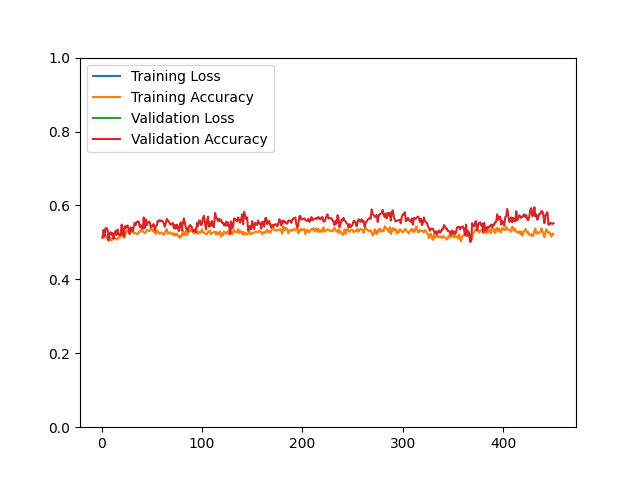 1.0
Training Loss
Training Accuracy
Validation Loss
Validation Accuracy
0.8
0.6
0.4
0.2
0.0
0 100 200 300 400